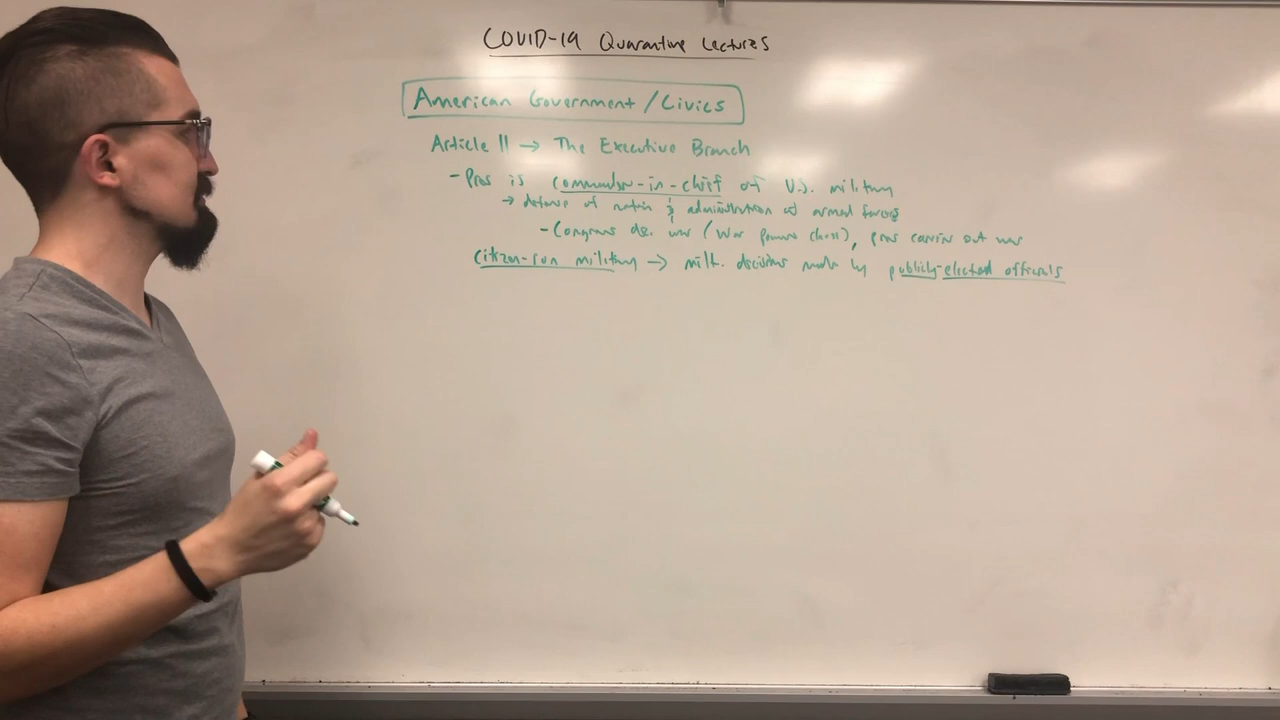 COVID-19 Quarantine Lectures
American Government/Civics
Article II → The Executive Branch
- Pres is commander-in-chief of U.S. military
→ defense of nation & administration of armed forces
- Congress dec. war (War Powers Clause), pres carries out war
citizen-run military → milt. decisions made by publicly-elected officials